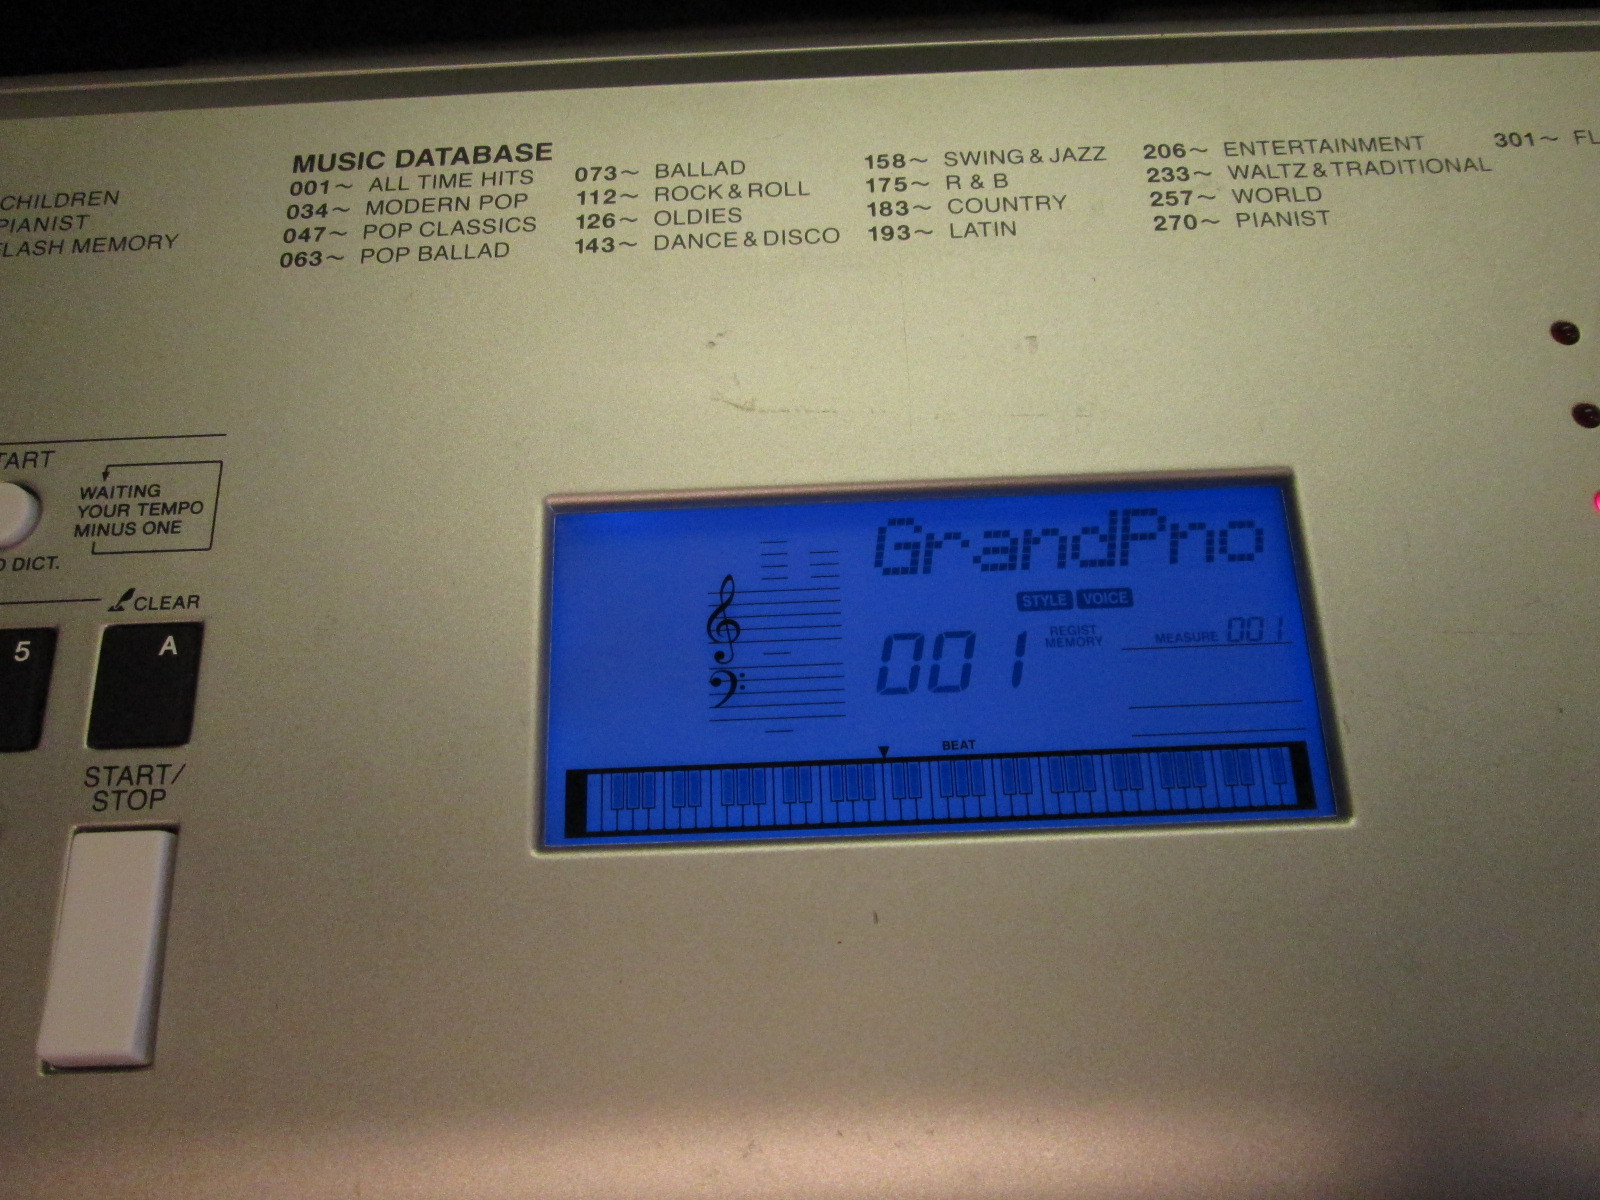 CHILDREN
PIANIST
FLASH MEMORY
MUSIC DATABASE
001~ ALL TIME HITS
034~ MODERN POP
047~ POP CLASSICS
063~ POP BALLAD
073~ BALLAD
112~ ROCK & ROLL
126~ OLDIES
143~ DANCE & DISCO
158~ SWING & JAZZ
175~ R & B
183~ COUNTRY
193~ LATIN
206~ ENTERTAINMENT
233~ WALTZ & TRADITIONAL
257~ WORLD
270~ PIANIST
301~ FL
TART
WAITING
YOUR TEMPO
MINUS ONE
D DICT.
CLEAR
5
A
START/
STOP
GrandPno
STYLE VOICE
001
REGIST
MEMORY
MEASURE 001
BEAT